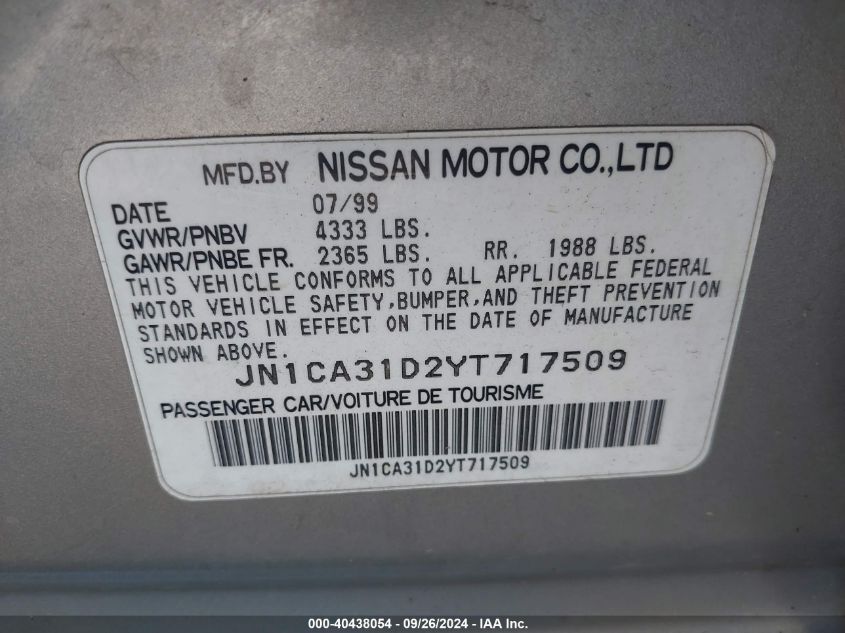 MFD.BY NISSAN MOTOR CO.,LTD
DATE 07/99
GVWR/PNBV 4333 LBS.
GAWR/PNBE FR. 2365 LBS. RR. 1988 LBS.
THIS VEHICLE CONFORMS TO ALL APPLICABLE FEDERAL
MOTOR VEHICLE SAFETY,BUMPER,AND THEFT PREVENTION
STANDARDS IN EFFECT ON THE DATE OF MANUFACTURE
SHOWN ABOVE.
JN1CA31D2YT717509
PASSENGER CAR/VOITURE DE TOURISME
JN1CA31D2YT717509
000-40438054 - 09/26/2024 - IAA Inc.